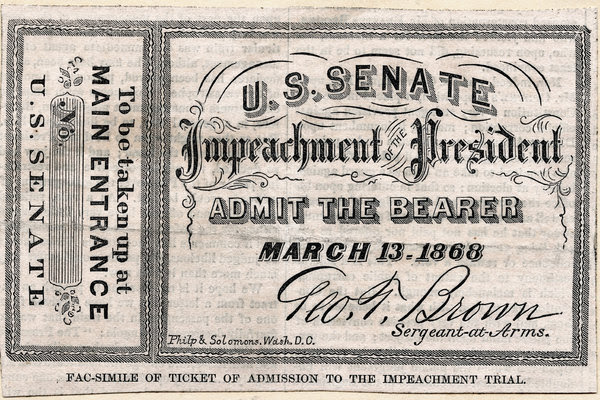 To be taken up at
MAIN ENTRANCE
No.
U.S. SENATE
U.S. SENATE
Impeachment OF THE President
ADMIT THE BEARER
MARCH 13-1868
Geo. T. Brown
Sergeant-at-Arms.
Philp & Solomons. Wash. D.C.
FAC-SIMILE OF TICKET OF ADMISSION TO THE IMPEACHMENT TRIAL.